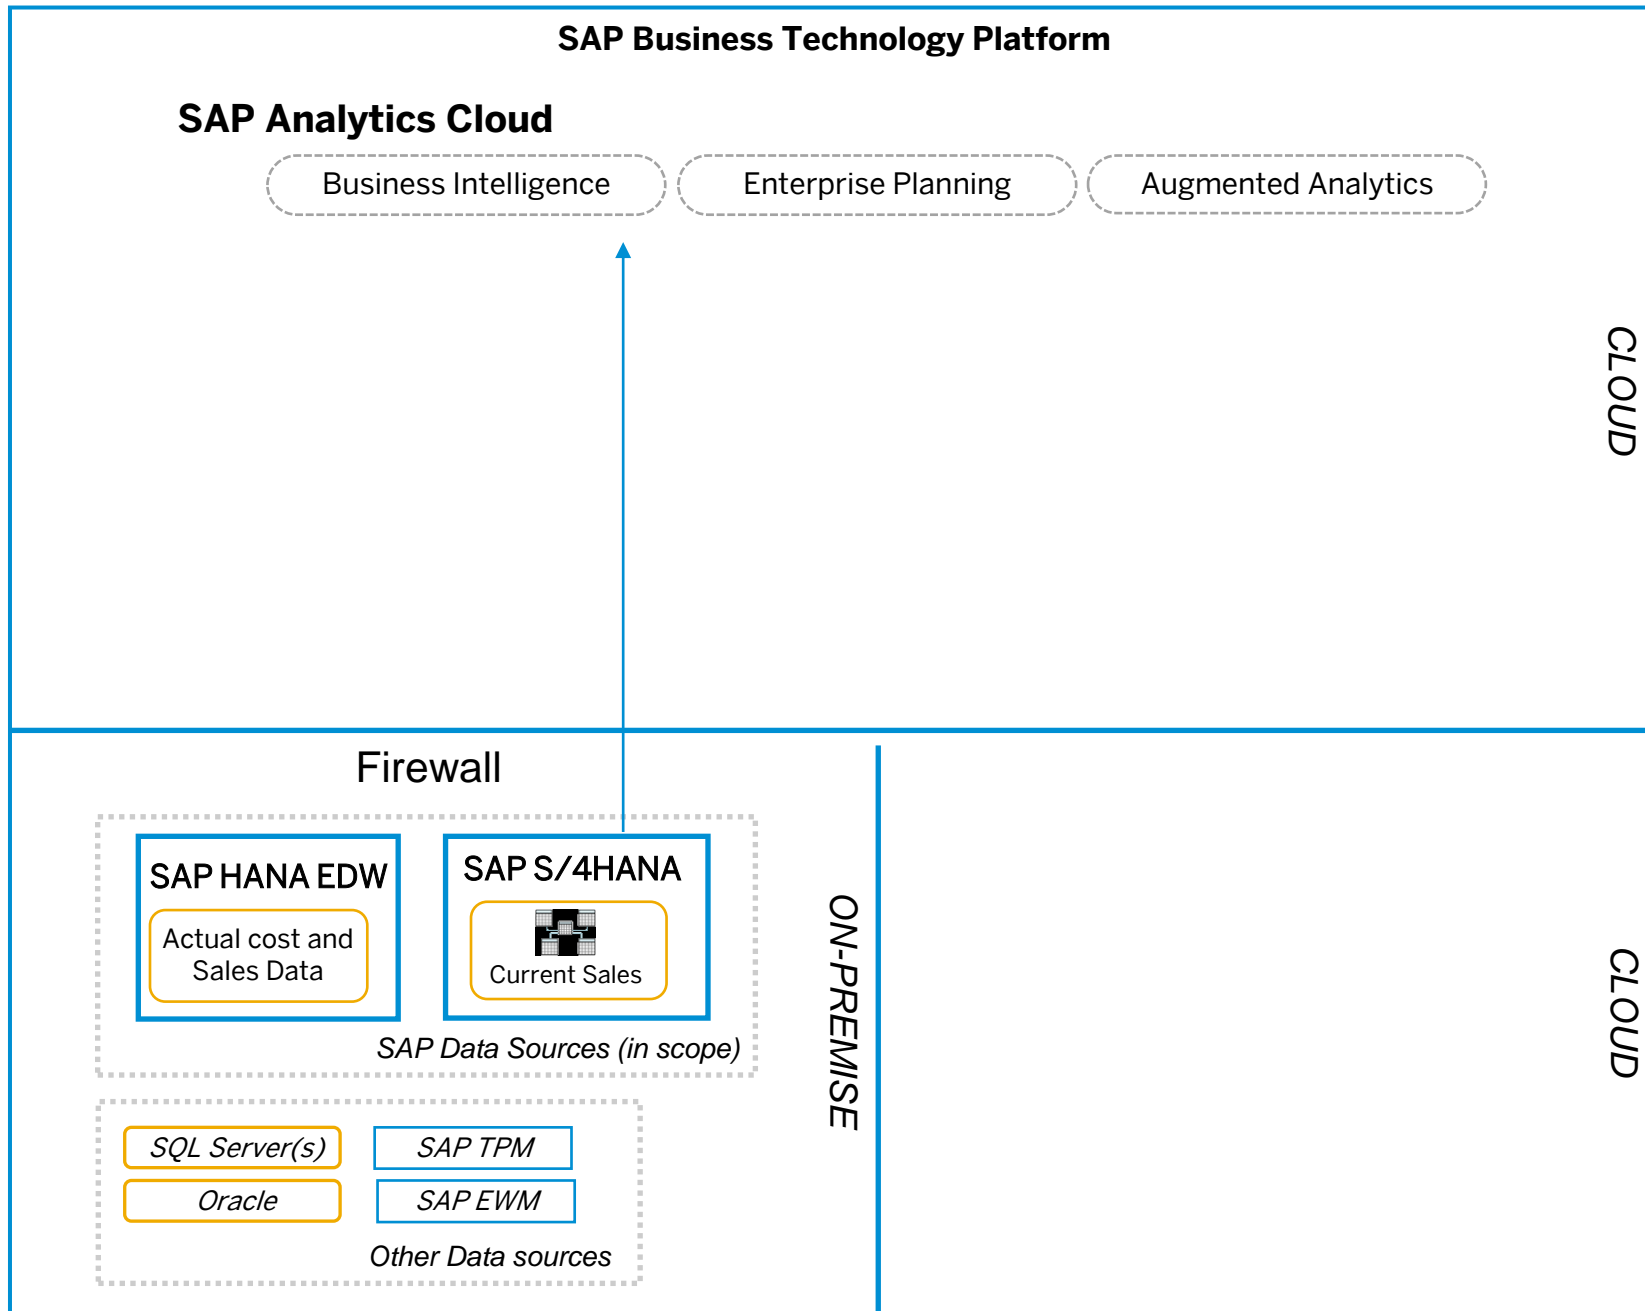 SAP Business Technology Platform
SAP Analytics Cloud
Business Intelligence
Enterprise Planning
Augmented Analytics
CLOUD
Firewall
SAP HANA EDW
Actual cost and
Sales Data
SAP S/4HANA
Current Sales
SAP Data Sources (in scope)
ON-PREMISE
CLOUD
SQL Server(s)
SAP TPM
Oracle
SAP EWM
Other Data sources